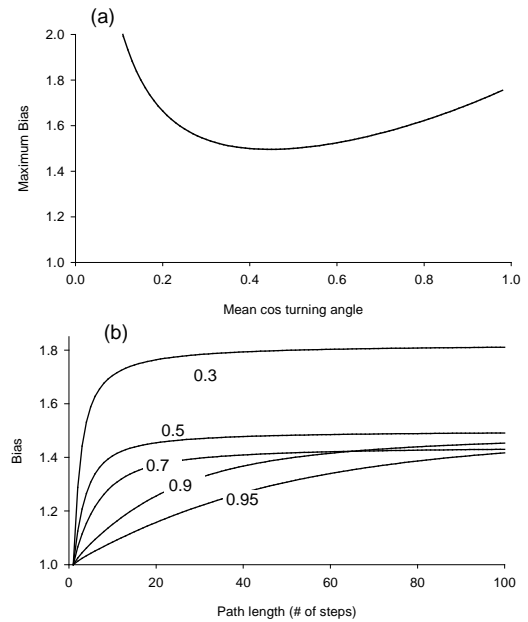 (a)
2.0
1.8
1.6
1.4
1.2
1.0
Maximum Bias
0.0 0.2 0.4 0.6 0.8 1.0
Mean cos turning angle
(b)
1.8
1.6
1.4
1.2
1.0
Bias
0.3
0.5
0.7
0.9
0.95
0 20 40 60 80 100
Path length (# of steps)